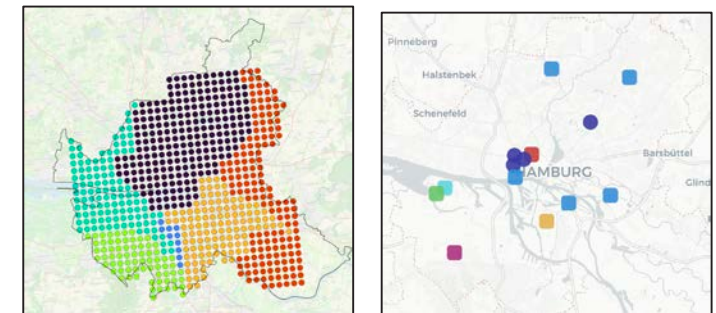 Pinneberg
Halstenbek
Schenefeld
Barsbüttel
HAMBURG
Glind